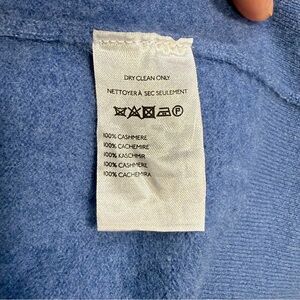 DRY CLEAN ONLY
NETTOYER À SEC SEULEMENT
P
100% CASHMERE
100% CACHEMIRE
100% KASCHMIR
100% CASHMERE
100% CACHEMIRA